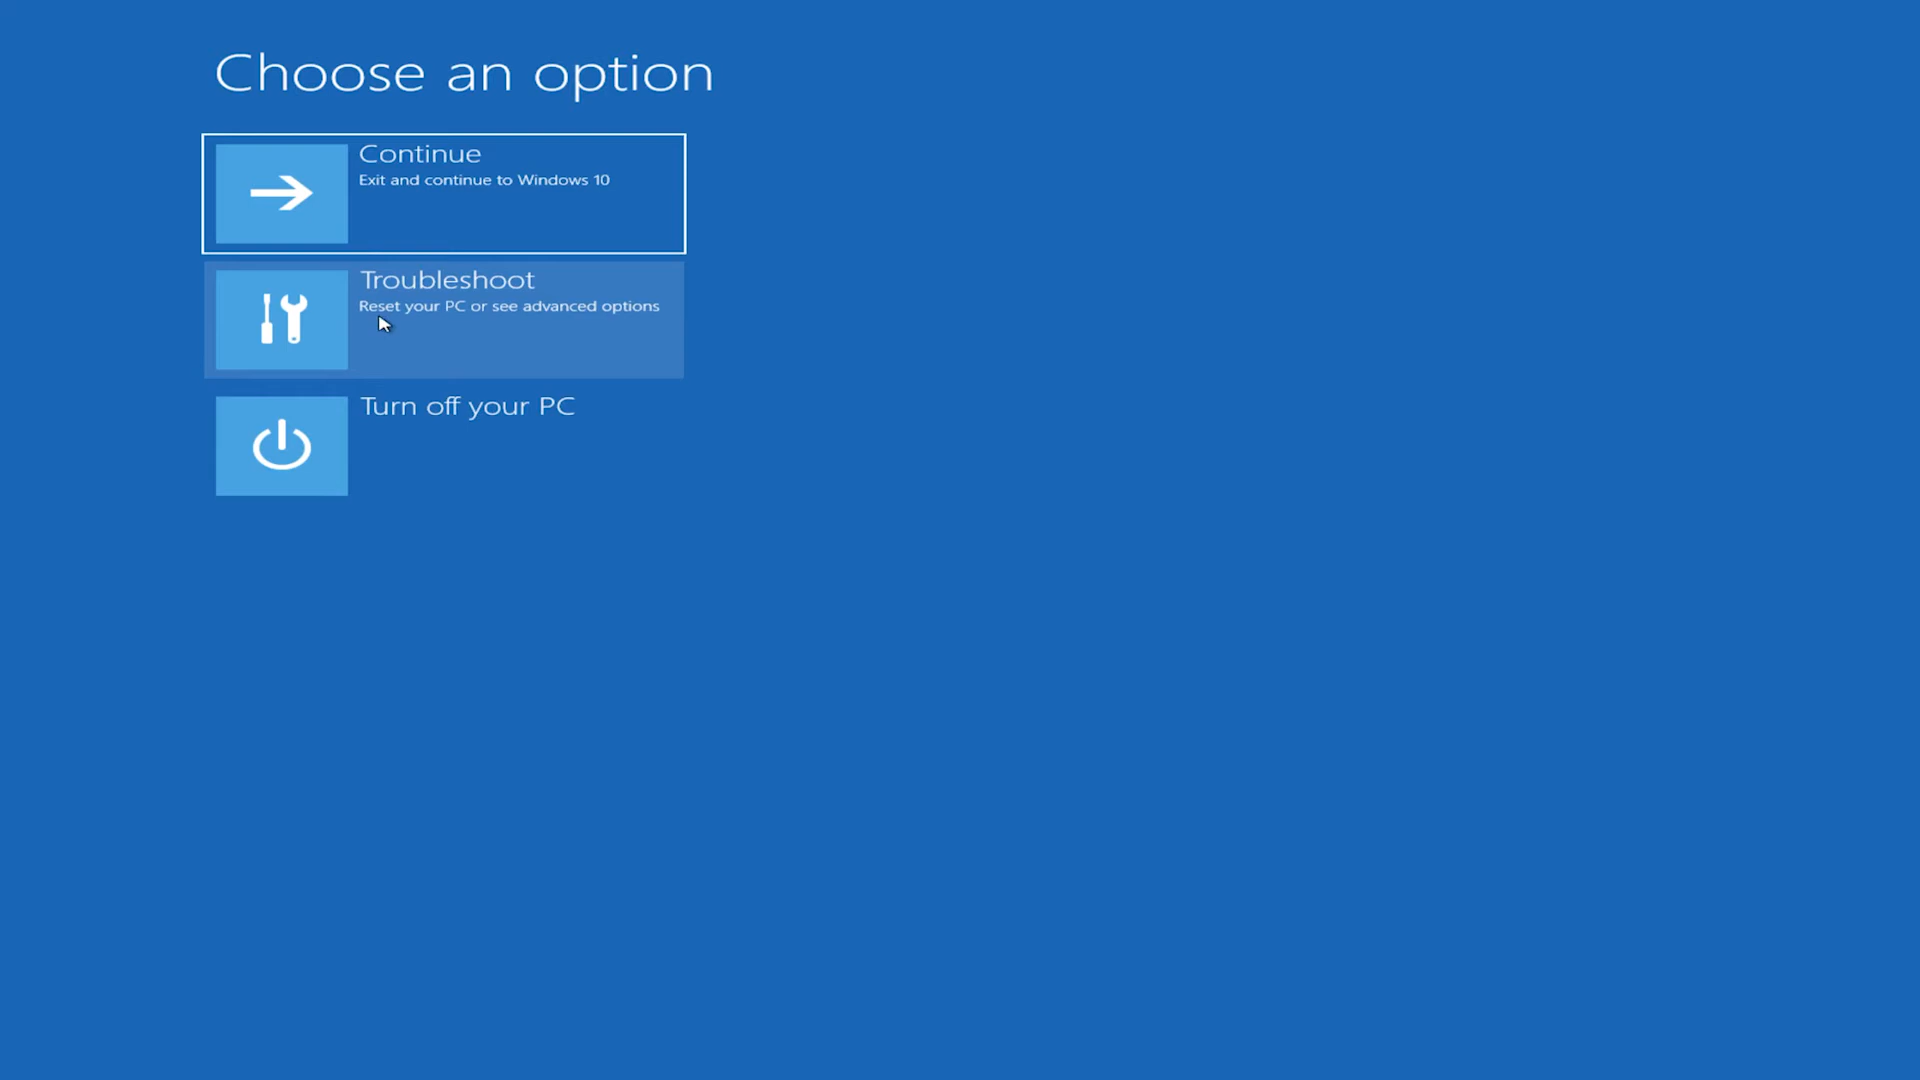 Choose an option
Continue
Exit and continue to Windows 10
Troubleshoot
Reset your PC or see advanced options
Turn off your PC